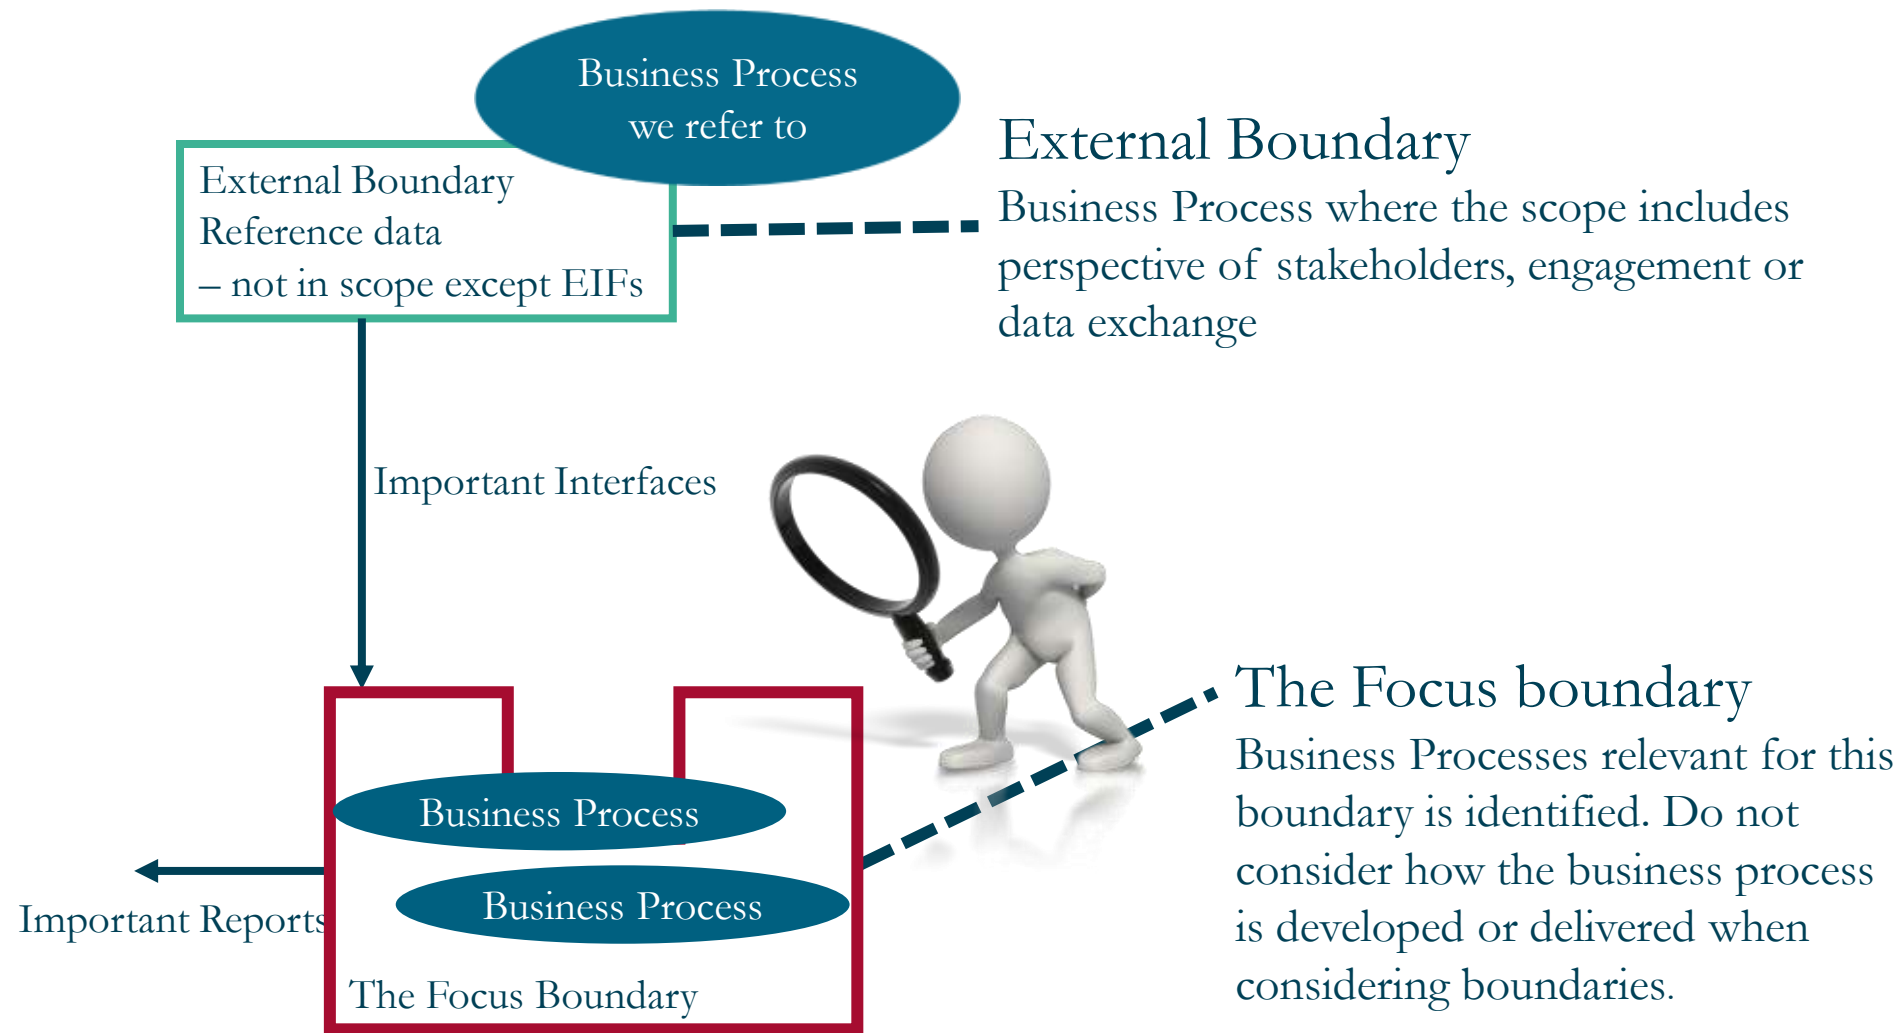 Business Process
we refer to
External Boundary
Reference data
– not in scope except EIFs
External Boundary
Business Process where the scope includes
perspective of stakeholders, engagement or
data exchange
Important Interfaces
The Focus boundary
Business Processes relevant for this
boundary is identified. Do not
consider how the business process
is developed or delivered when
considering boundaries.
Business Process
Business Process
Important Reports
The Focus Boundary